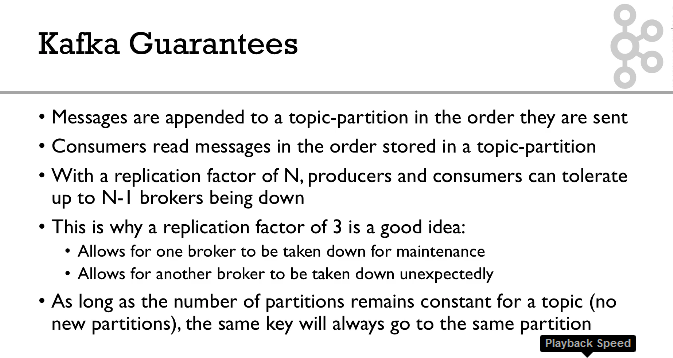 Kafka Guarantees
• Messages are appended to a topic-partition in the order they are sent
• Consumers read messages in the order stored in a topic-partition
• With a replication factor of N, producers and consumers can tolerate
up to N-1 brokers being down
• This is why a replication factor of 3 is a good idea:
• Allows for one broker to be taken down for maintenance
• Allows for another broker to be taken down unexpectedly
• As long as the number of partitions remains constant for a topic (no
new partitions), the same key will always go to the same partition
Playback Speed